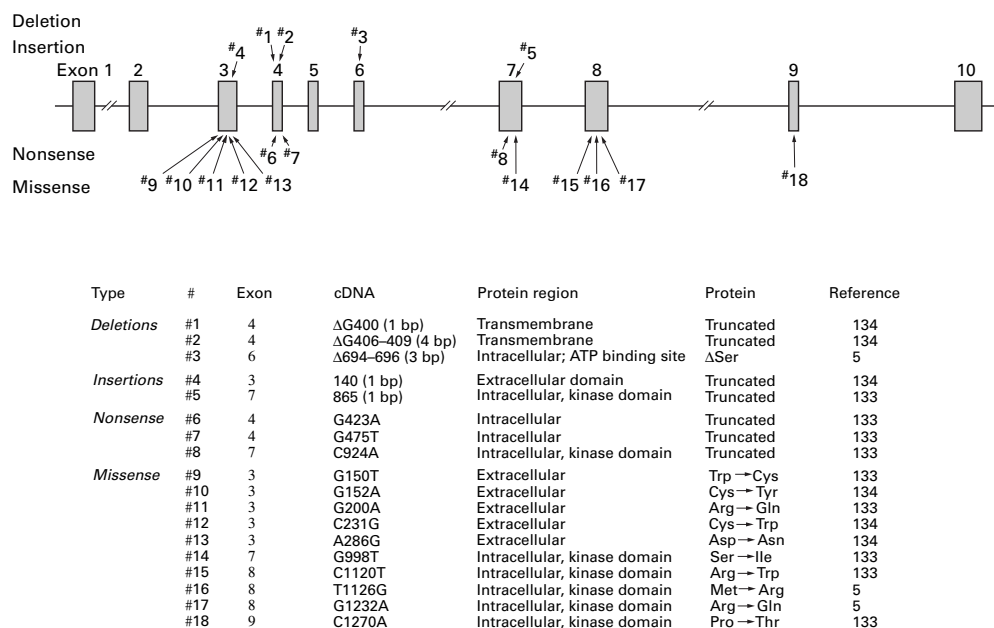 Deletion
Insertion
#1 #2
#3
#4
#5
Exon 1 2 3 4 5 6 7 8 9 10
Nonsense
Missense
#6 #7
#8
#9 #10 #11 #12 #13
#14 #15 #16 #17
#18
Type # Exon cDNA Protein region Protein Reference
Deletions #1 4 ΔG400 (1 bp) Transmembrane Truncated 134
#2 4 ΔG406–409 (4 bp) Transmembrane Truncated 134
#3 6 Δ694–696 (3 bp) Intracellular; ATP binding site ΔSer 5
Insertions #4 3 140 (1 bp) Extracellular domain Truncated 134
#5 7 865 (1 bp) Intracellular, kinase domain Truncated 133
Nonsense #6 4 G423A Intracellular Truncated 133
#7 4 G475T Intracellular Truncated 133
#8 7 C924A Intracellular, kinase domain Truncated 133
Missense #9 3 G150T Extracellular Trp→Cys 133
#10 3 G152A Extracellular Cys→Tyr 134
#11 3 G200A Extracellular Arg→Gln 133
#12 3 C231G Extracellular Cys→Trp 134
#13 3 A286G Extracellular Asp→Asn 134
#14 7 G998T Intracellular, kinase domain Ser→Ile 133
#15 8 C1120T Intracellular, kinase domain Arg→Trp 133
#16 8 T1126G Intracellular, kinase domain Met→Arg 5
#17 8 G1232A Intracellular, kinase domain Arg→Gln 5
#18 9 C1270A Intracellular, kinase domain Pro→Thr 133